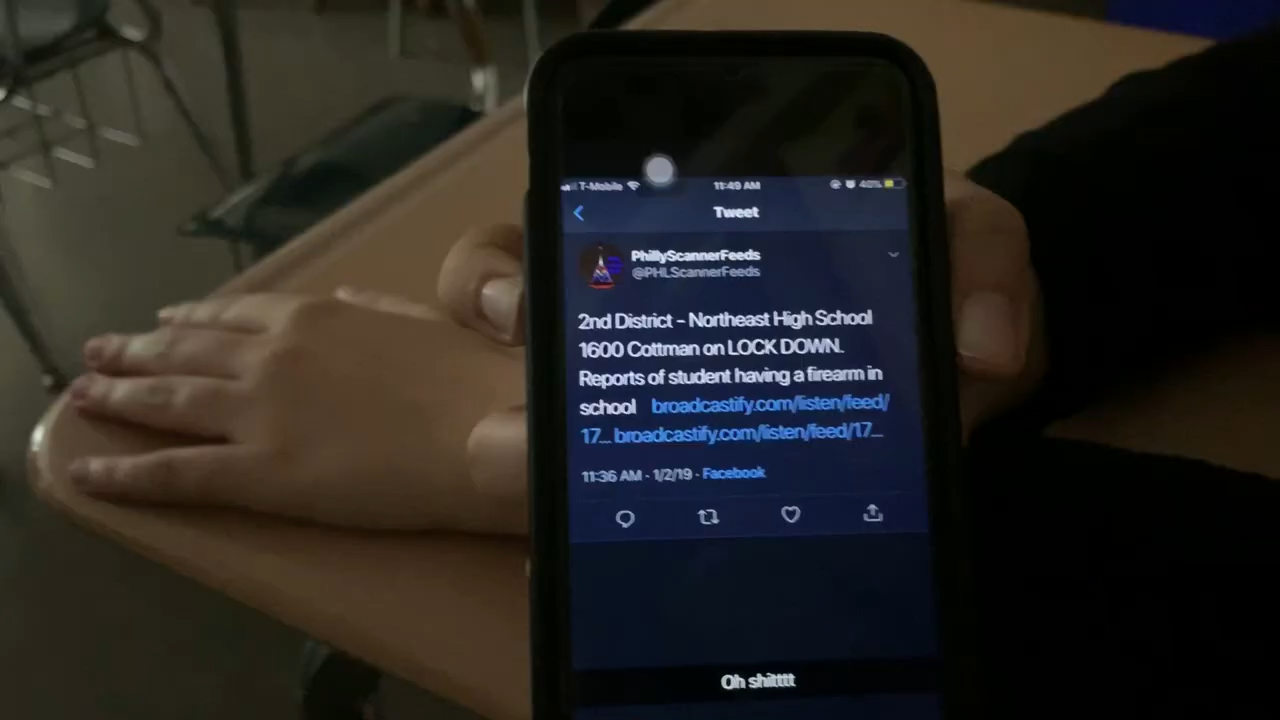 T-Mobile 11:49 AM 40%
Tweet
PhillyScannerFeeds
@PHLScannerFeeds
2nd District - Northeast High School
1600 Cottman on LOCK DOWN.
Reports of student having a firearm in
school broadcastify.com/listen/feed/
17... broadcastify.com/listen/feed/17...
11:36 AM - 1/2/19 - Facebook
Oh shitttt